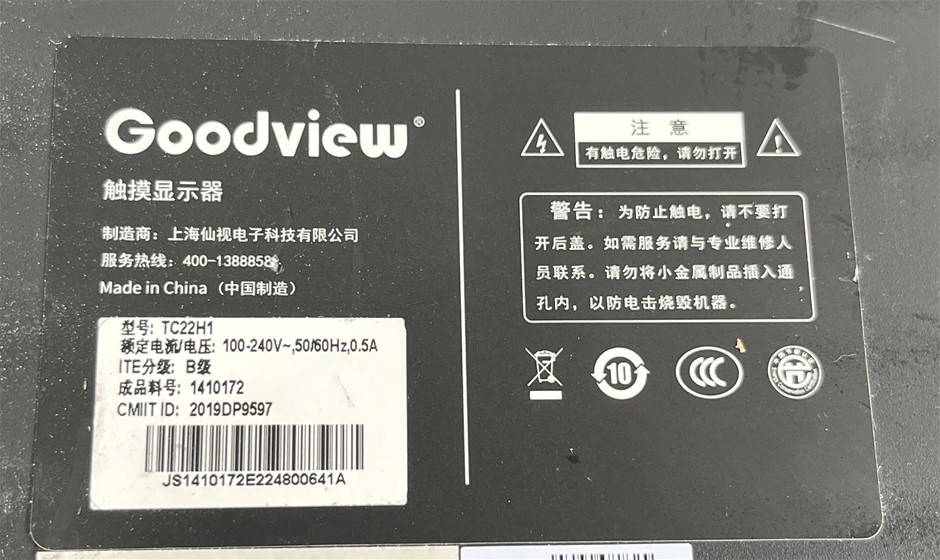 Goodview®
触摸显示器
制造商：上海仙视电子科技有限公司
服务热线：400-1388858
Made in China（中国制造）
型号: TC22H1
额定电流/电压: 100-240V~,50/60Hz,0.5A
ITE分级: B级
成品料号: 1410172
CMIIT ID: 2019DP9597
JS1410172E224800641A
注 意
有触电危险，请勿打开
警告：为防止触电，请不要打
开后盖。如需服务请与专业维修人
员联系。请勿将小金属制品插入通
孔内，以防电击烧毁机器。
10
CCC